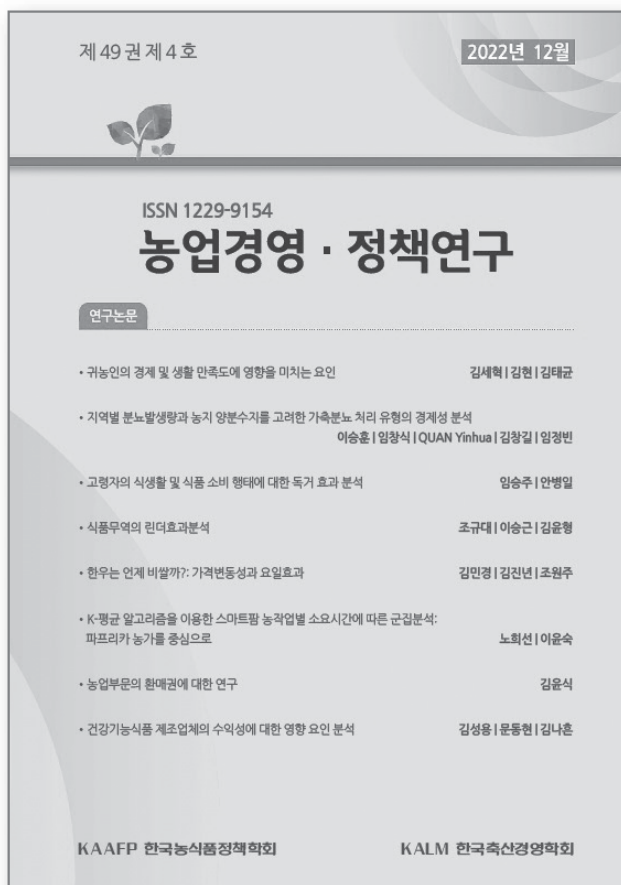 제 49 권 제 4 호
2022년 12월
ISSN 1229-9154
농업경영 · 정책연구
연구논문
• 귀농인의 경제 및 생활 만족도에 영향을 미치는 요인 김세혁 | 김현 | 김태균
• 지역별 분뇨발생량과 농지 양분수지를 고려한 가축분뇨 처리 유형의 경제성 분석
이승훈 | 임창식 | QUAN Yinhua | 김창길 | 임정빈
• 고령자의 식생활 및 식품 소비 행태에 대한 독거 효과 분석 임승주 | 안병일
• 식품무역의 린더효과분석 조규대 | 이승근 | 김윤형
• 한우는 언제 비쌀까?: 가격변동성과 요일효과 김민경 | 김진년 | 조원주
• K-평균 알고리즘을 이용한 스마트팜 농작업별 소요시간에 따른 군집분석:
파프리카 농가를 중심으로 노희선 | 이윤숙
• 농업부문의 환매권에 대한 연구 김윤식
• 건강기능식품 제조업체의 수익성에 대한 영향 요인 분석 김성용 | 문동현 | 김나흔
KAAFP 한국농식품정책학회
KALM 한국축산경영학회